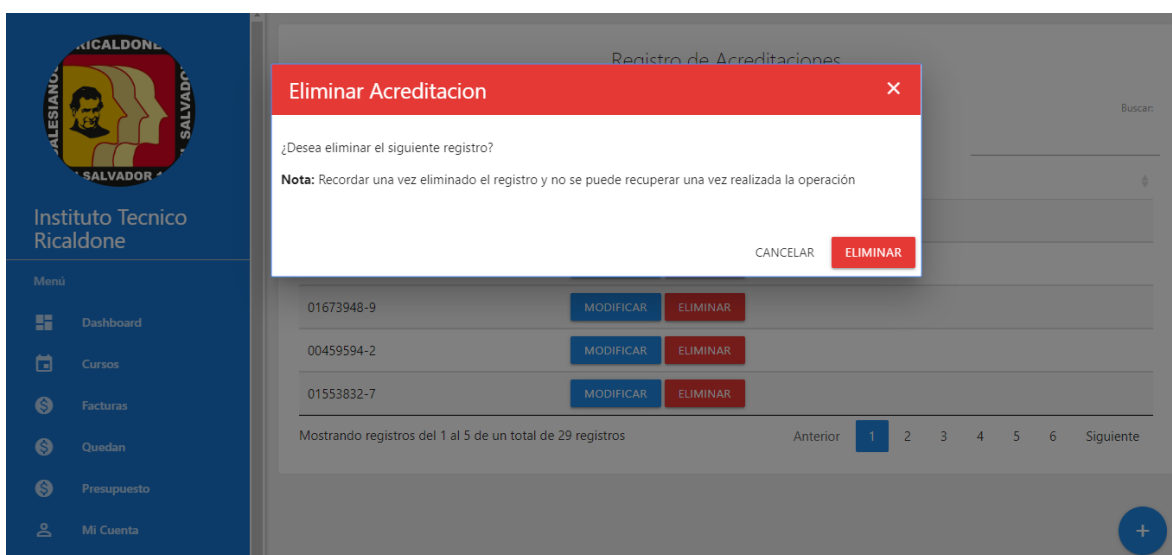 RICALDONE
SALESIANOS
SALVADOR
SALVADOR
Instituto Tecnico
Ricaldone
Menú
Dashboard
Cursos
Facturas
Quedan
Presupuesto
Mi Cuenta
Registro de Acreditaciones
Buscar:
Eliminar Acreditacion
¿Desea eliminar el siguiente registro?
Nota: Recordar una vez eliminado el registro y no se puede recuperar una vez realizada la operación
CANCELAR ELIMINAR
01673948-9 MODIFICAR ELIMINAR
00459594-2 MODIFICAR ELIMINAR
01553832-7 MODIFICAR ELIMINAR
Mostrando registros del 1 al 5 de un total de 29 registros Anterior 1 2 3 4 5 6 Siguiente